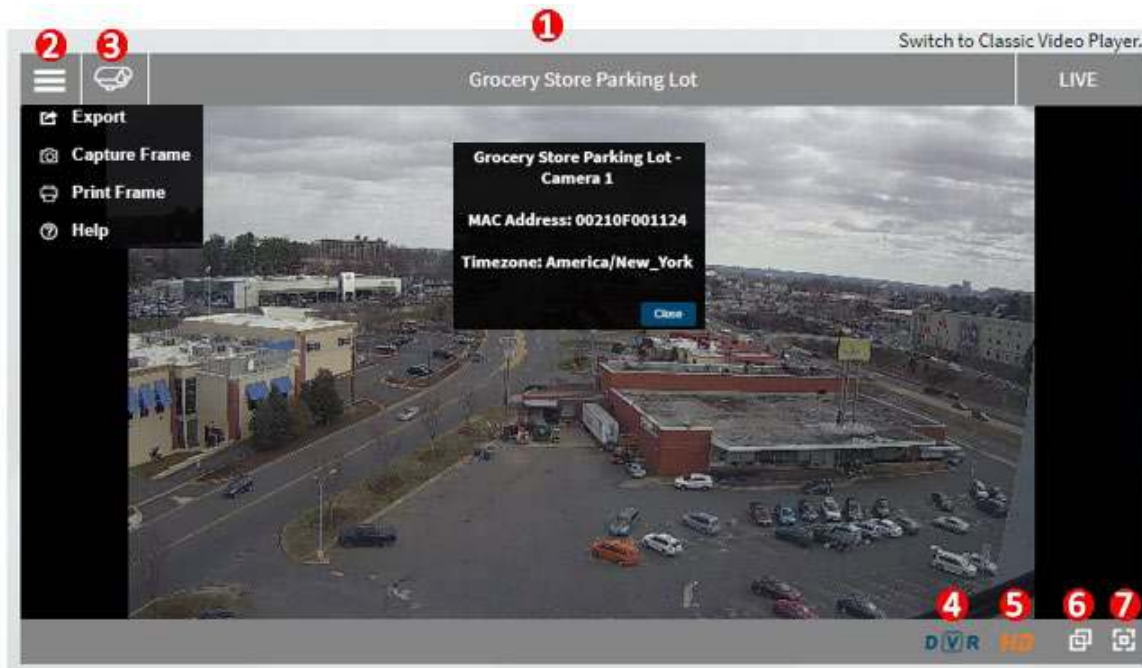 1
Switch to Classic Video Player.
2
3
Grocery Store Parking Lot
LIVE
Export
Capture Frame
Print Frame
Help
Grocery Store Parking Lot -
Camera 1
MAC Address: 00210F001124
Timezone: America/New_York
Close
4
5
6
7
DVR
HD